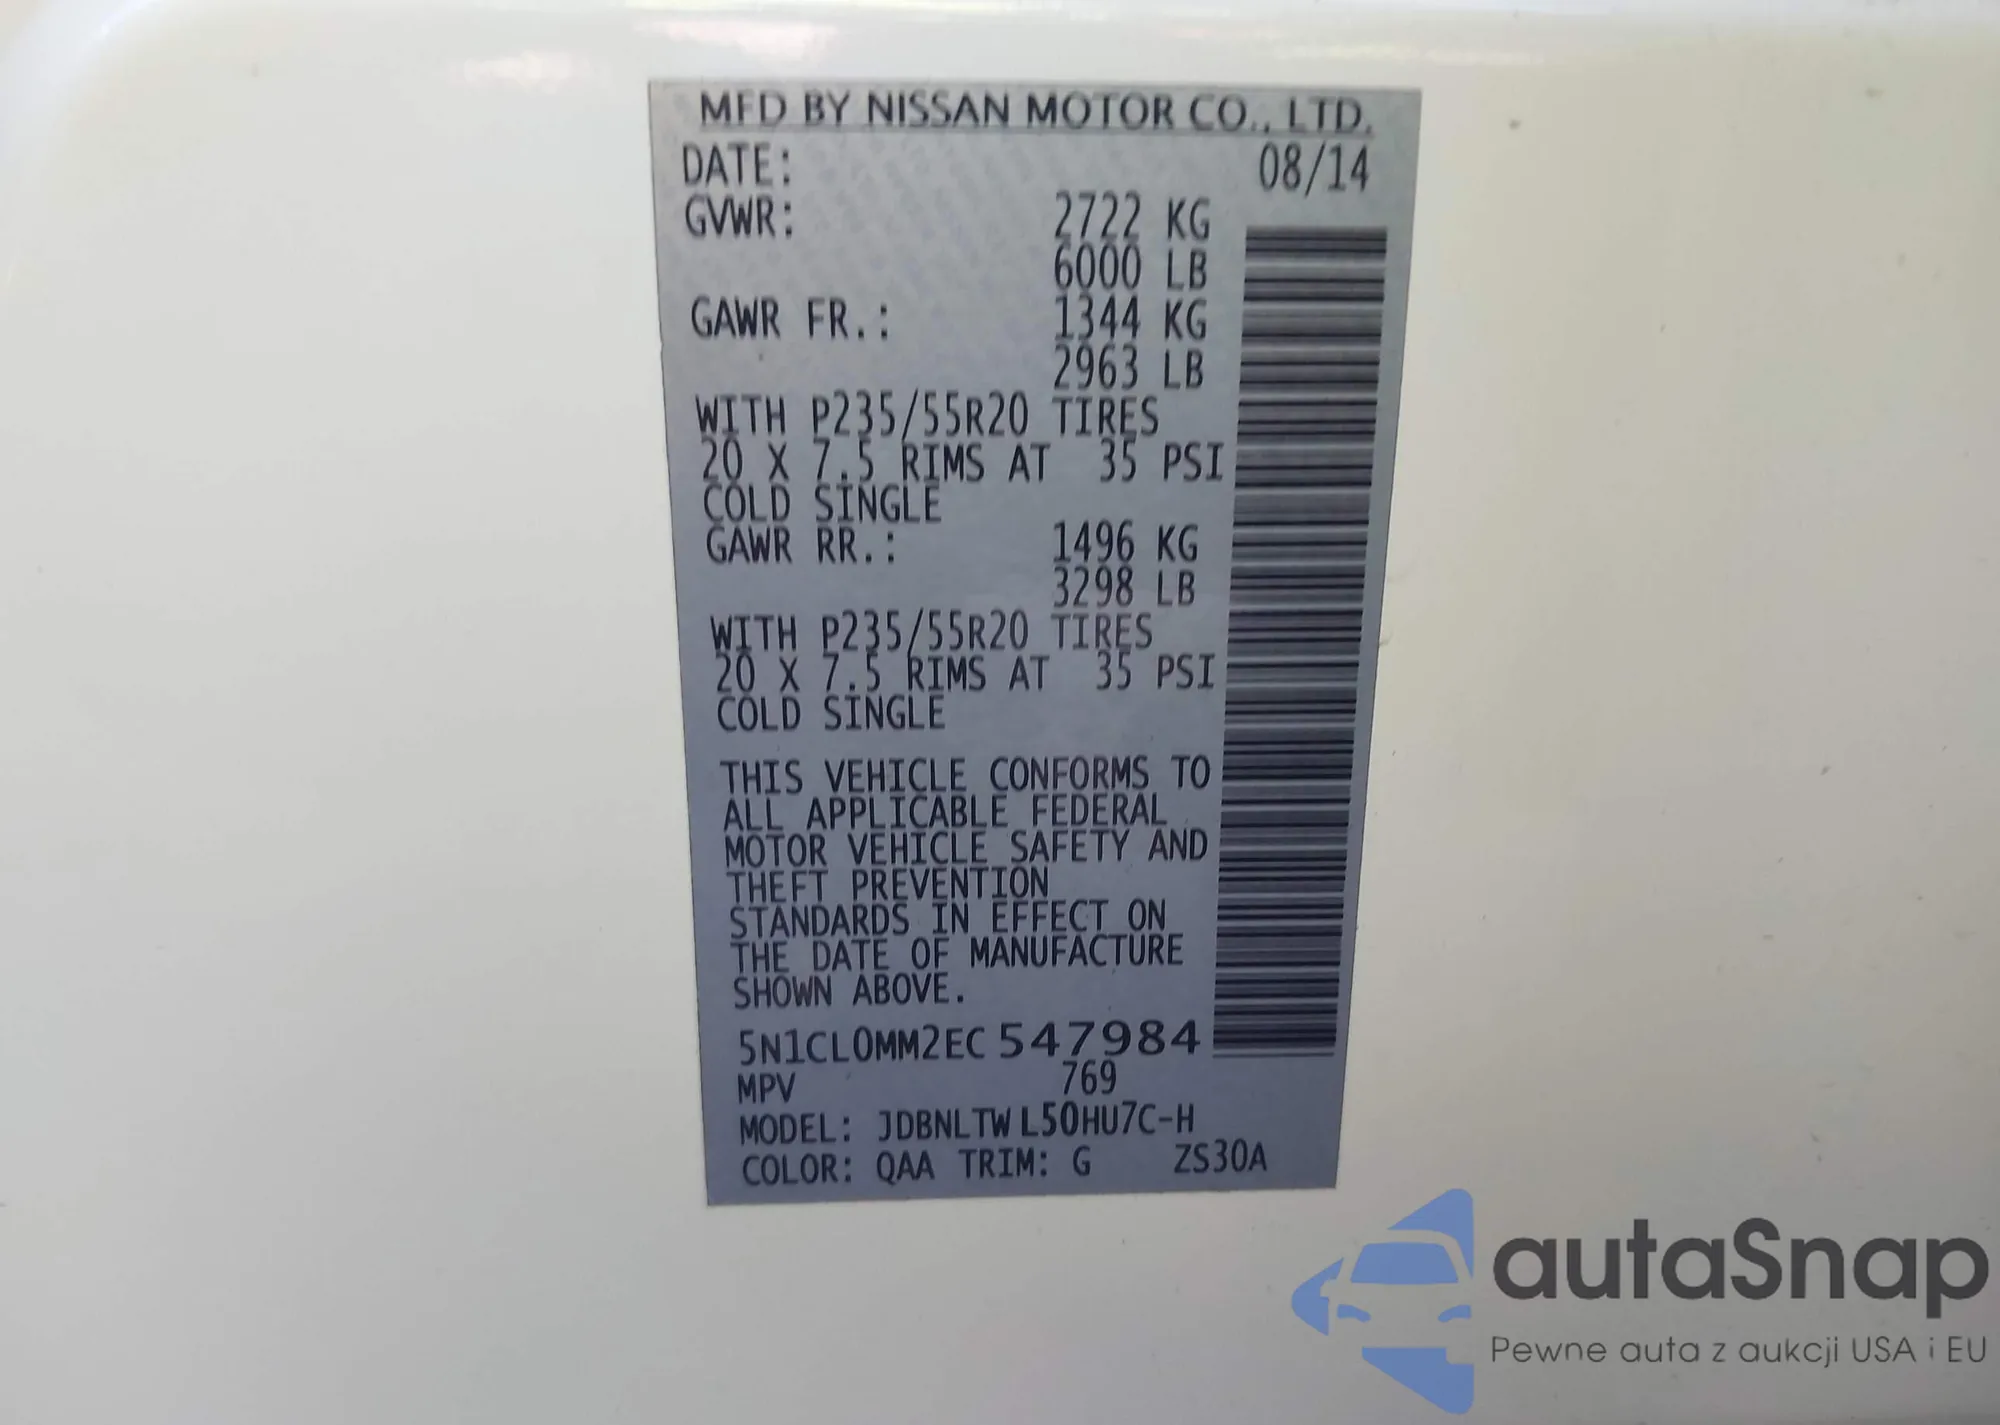 MFD BY NISSAN MOTOR CO., LTD.
DATE: 08/14
GVWR: 2722 KG
6000 LB
GAWR FR.: 1344 KG
2963 LB
WITH P235/55R20 TIRES
20 X 7.5 RIMS AT 35 PSI
COLD SINGLE
GAWR RR.: 1496 KG
3298 LB
WITH P235/55R20 TIRES
20 X 7.5 RIMS AT 35 PSI
COLD SINGLE
THIS VEHICLE CONFORMS TO
ALL APPLICABLE FEDERAL
MOTOR VEHICLE SAFETY AND
THEFT PREVENTION
STANDARDS IN EFFECT ON
THE DATE OF MANUFACTURE
SHOWN ABOVE.
5N1CL0MM2EC547984
MPV 769
MODEL: JDBNLTWL50HU7C-H
COLOR: QAA TRIM: G ZS30A
autaSnap
Pewne auta z aukcji USA i EU